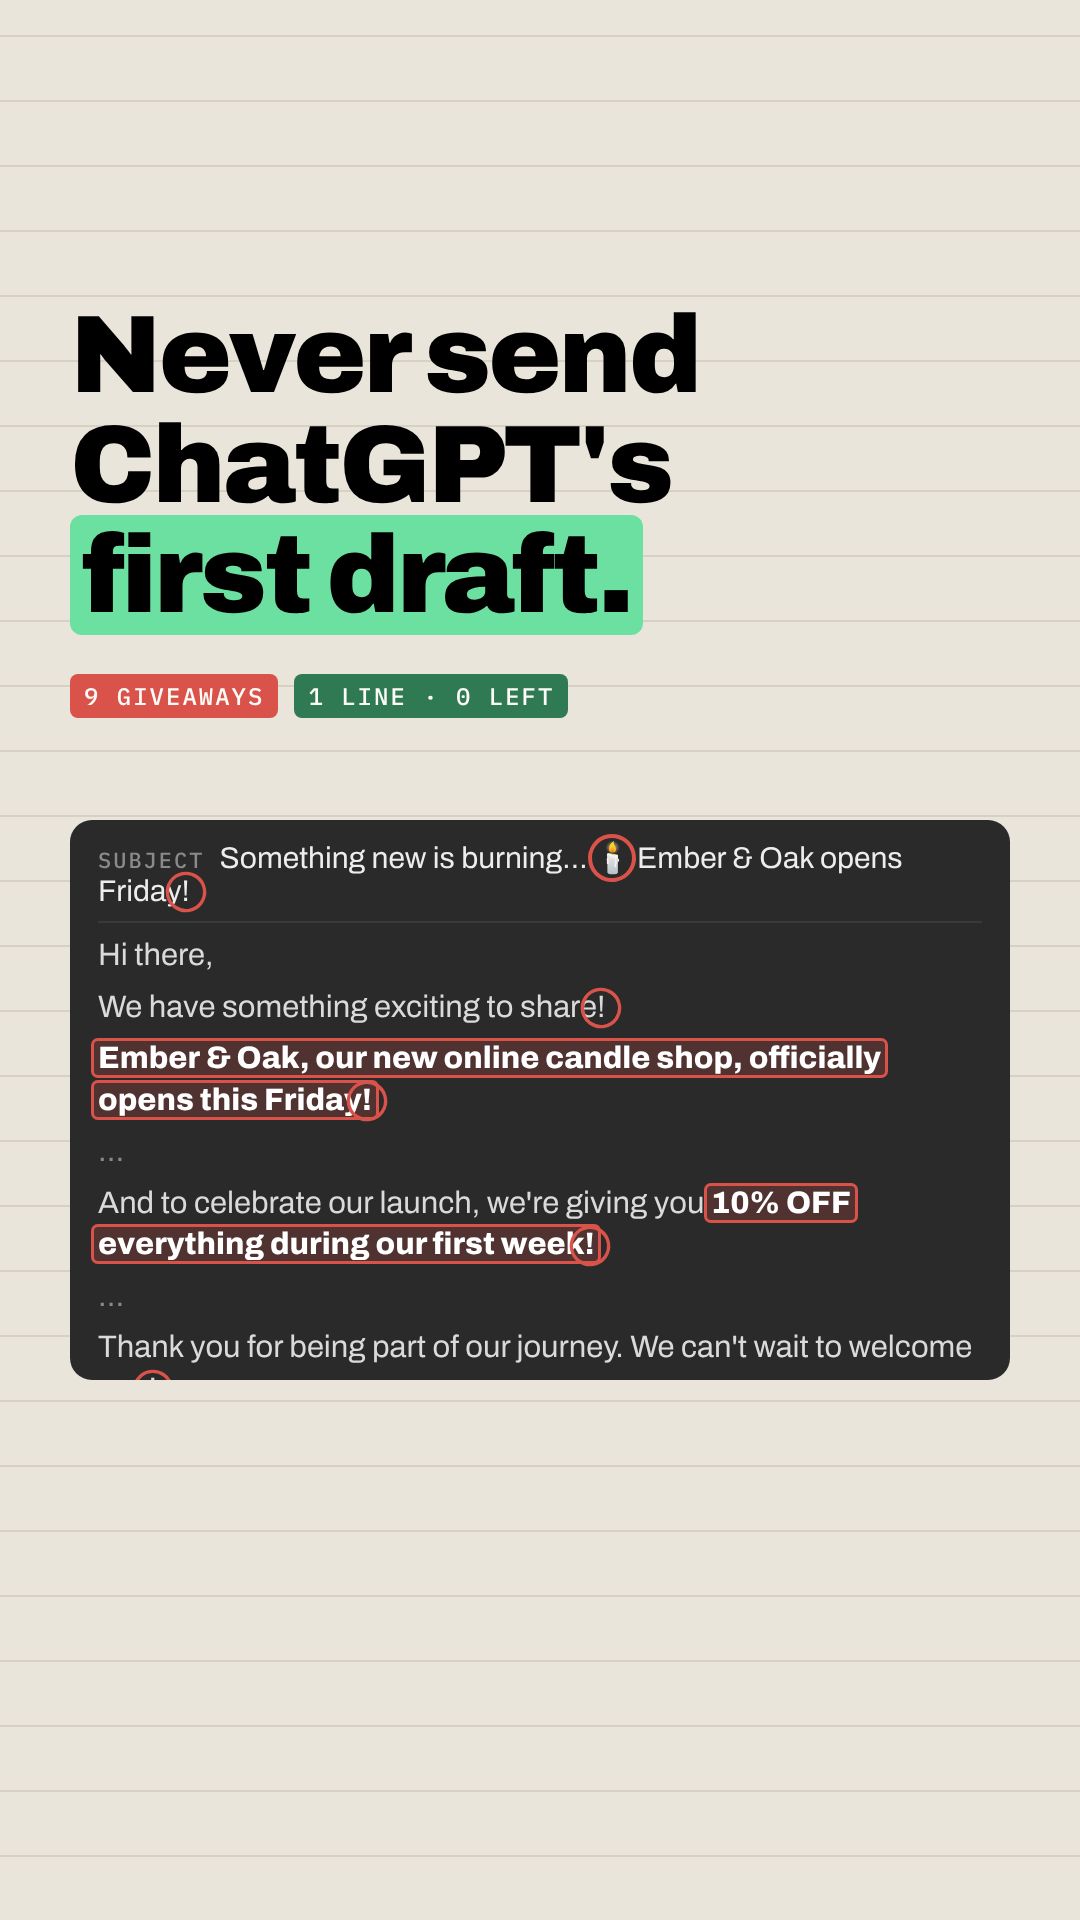 Never send
ChatGPT's
first draft.
9 GIVEAWAYS 1 LINE · 0 LEFT
SUBJECT Something new is burning...🕯️Ember & Oak opens
Friday!
Hi there,
We have something exciting to share!
Ember & Oak, our new online candle shop, officially
opens this Friday!
...
And to celebrate our launch, we're giving you 10% OFF
everything during our first week!
...
Thank you for being part of our journey. We can't wait to welcome